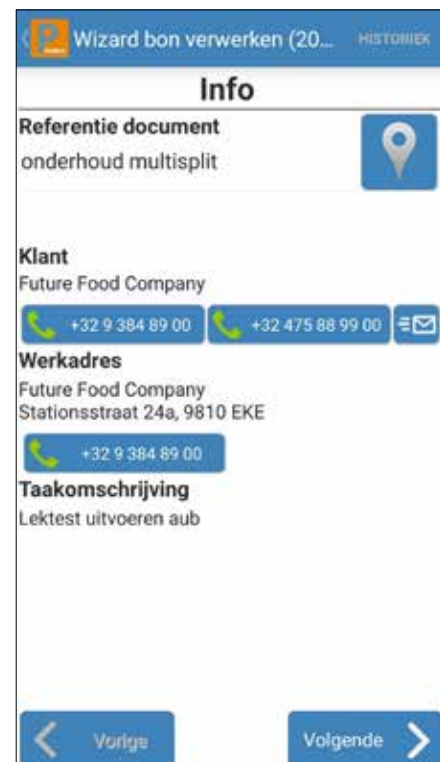 Wizard bon verwerken (20...
HISTORIEK
Info
Referentie document
onderhoud multisplit
Klant
Future Food Company
+32 9 384 89 00
+32 475 88 99 00
Werkadres
Future Food Company
Stationsstraat 24a, 9810 EKE
+32 9 384 89 00
Taakomschrijving
Lektest uitvoeren aub
Vorige
Volgende